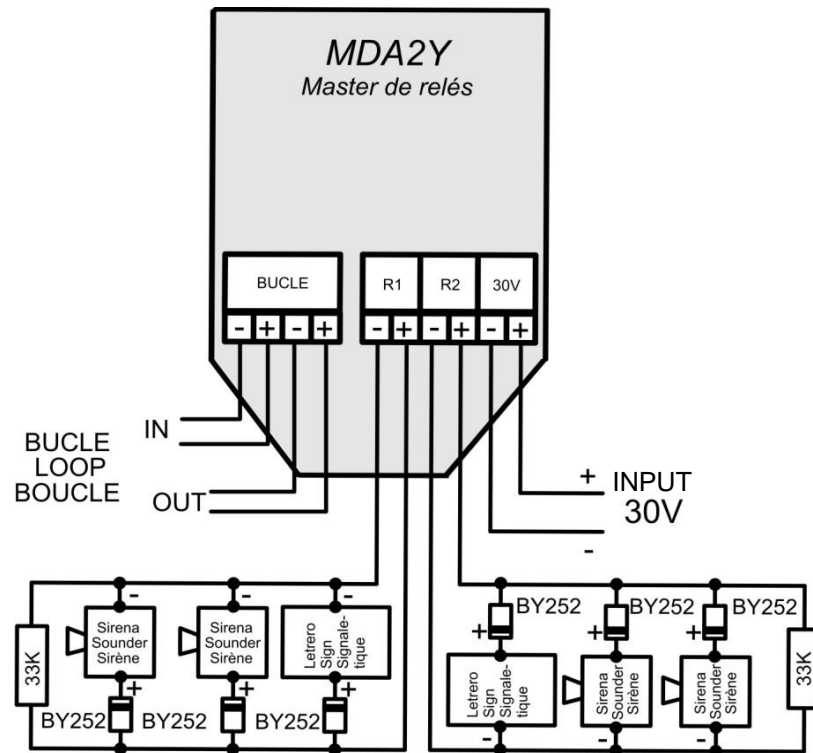 MDA2Y
Master de relés
BUCLE
R1 R2 30V
- + - +
- + - + - +
IN
BUCLE
LOOP
BOUCLE
OUT
+
INPUT
30V
-
- - -
33K
Sirena
Sounder
Sirène
Sirena
Sounder
Sirène
Letrero
Sign
Signale-
tique
+ + +
BY252 BY252 BY252
BY252 BY252 BY252
+ + +
Letrero
Sign
Signale-
tique
Sirena
Sounder
Sirène
Sirena
Sounder
Sirène
33K
- - -